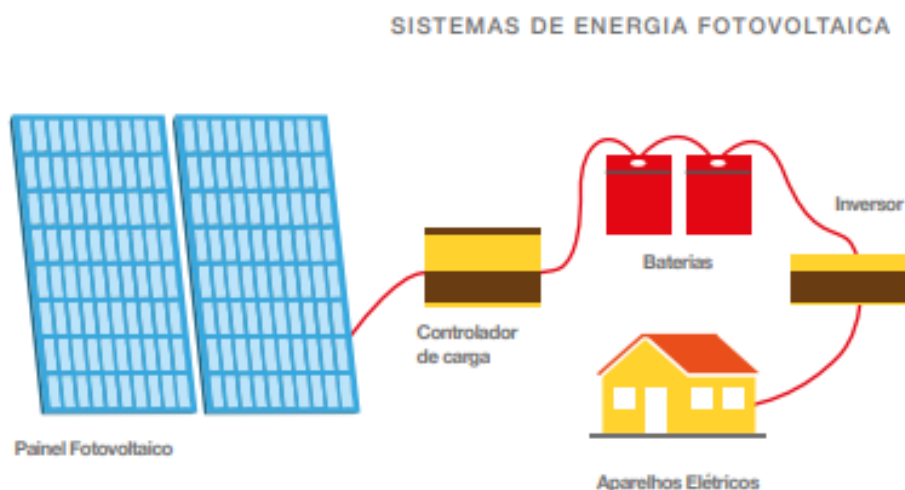 SISTEMAS DE ENERGIA FOTOVOLTAICA
Inversor
Baterias
Controlador
de carga
Painel Fotovoltaico
Aparelhos Elétricos